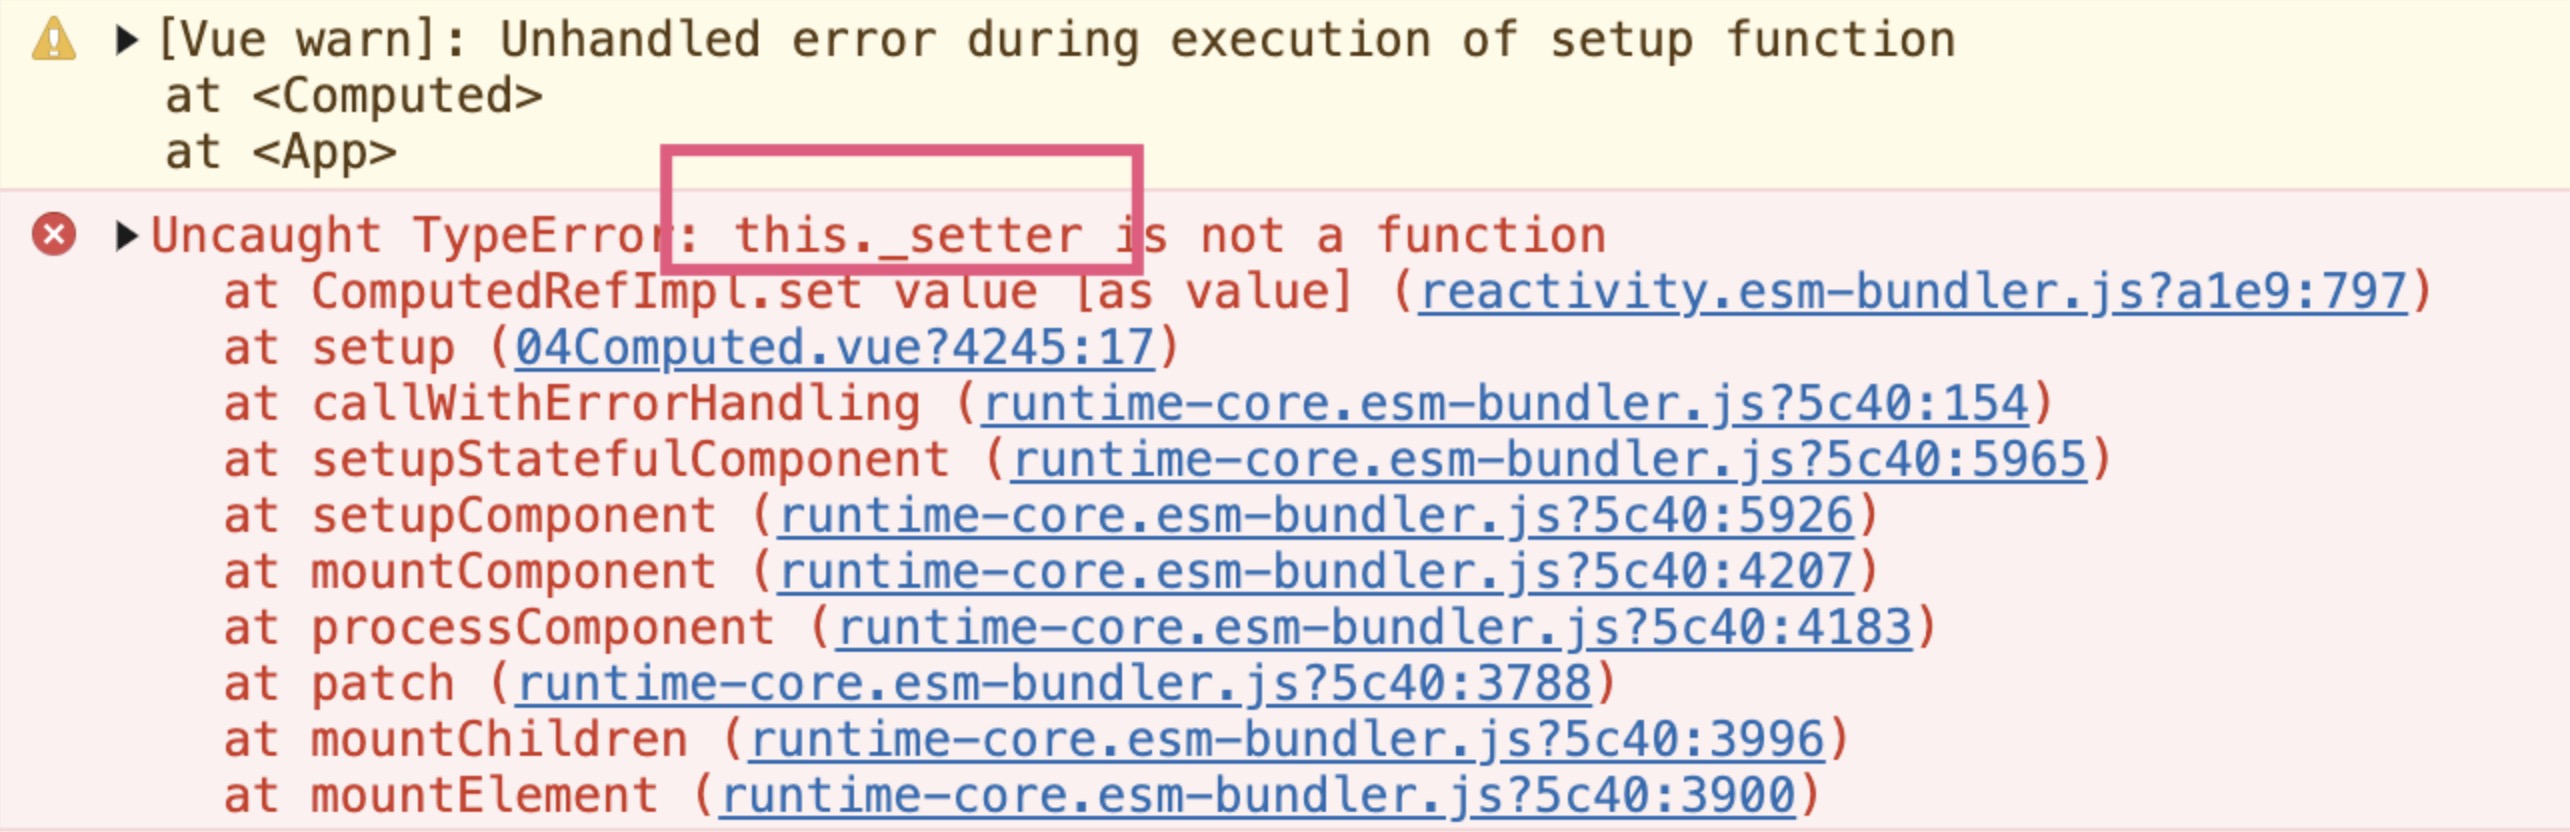 [Vue warn]: Unhandled error during execution of setup function
at <Computed>
at <App>
Uncaught TypeError: this._setter is not a function
at ComputedRefImpl.set value [as value] (reactivity.esm-bundler.js?a1e9:797)
at setup (04Computed.vue?4245:17)
at callWithErrorHandling (runtime-core.esm-bundler.js?5c40:154)
at setupStatefulComponent (runtime-core.esm-bundler.js?5c40:5965)
at setupComponent (runtime-core.esm-bundler.js?5c40:5926)
at mountComponent (runtime-core.esm-bundler.js?5c40:4207)
at processComponent (runtime-core.esm-bundler.js?5c40:4183)
at patch (runtime-core.esm-bundler.js?5c40:3788)
at mountChildren (runtime-core.esm-bundler.js?5c40:3996)
at mountElement (runtime-core.esm-bundler.js?5c40:3900)